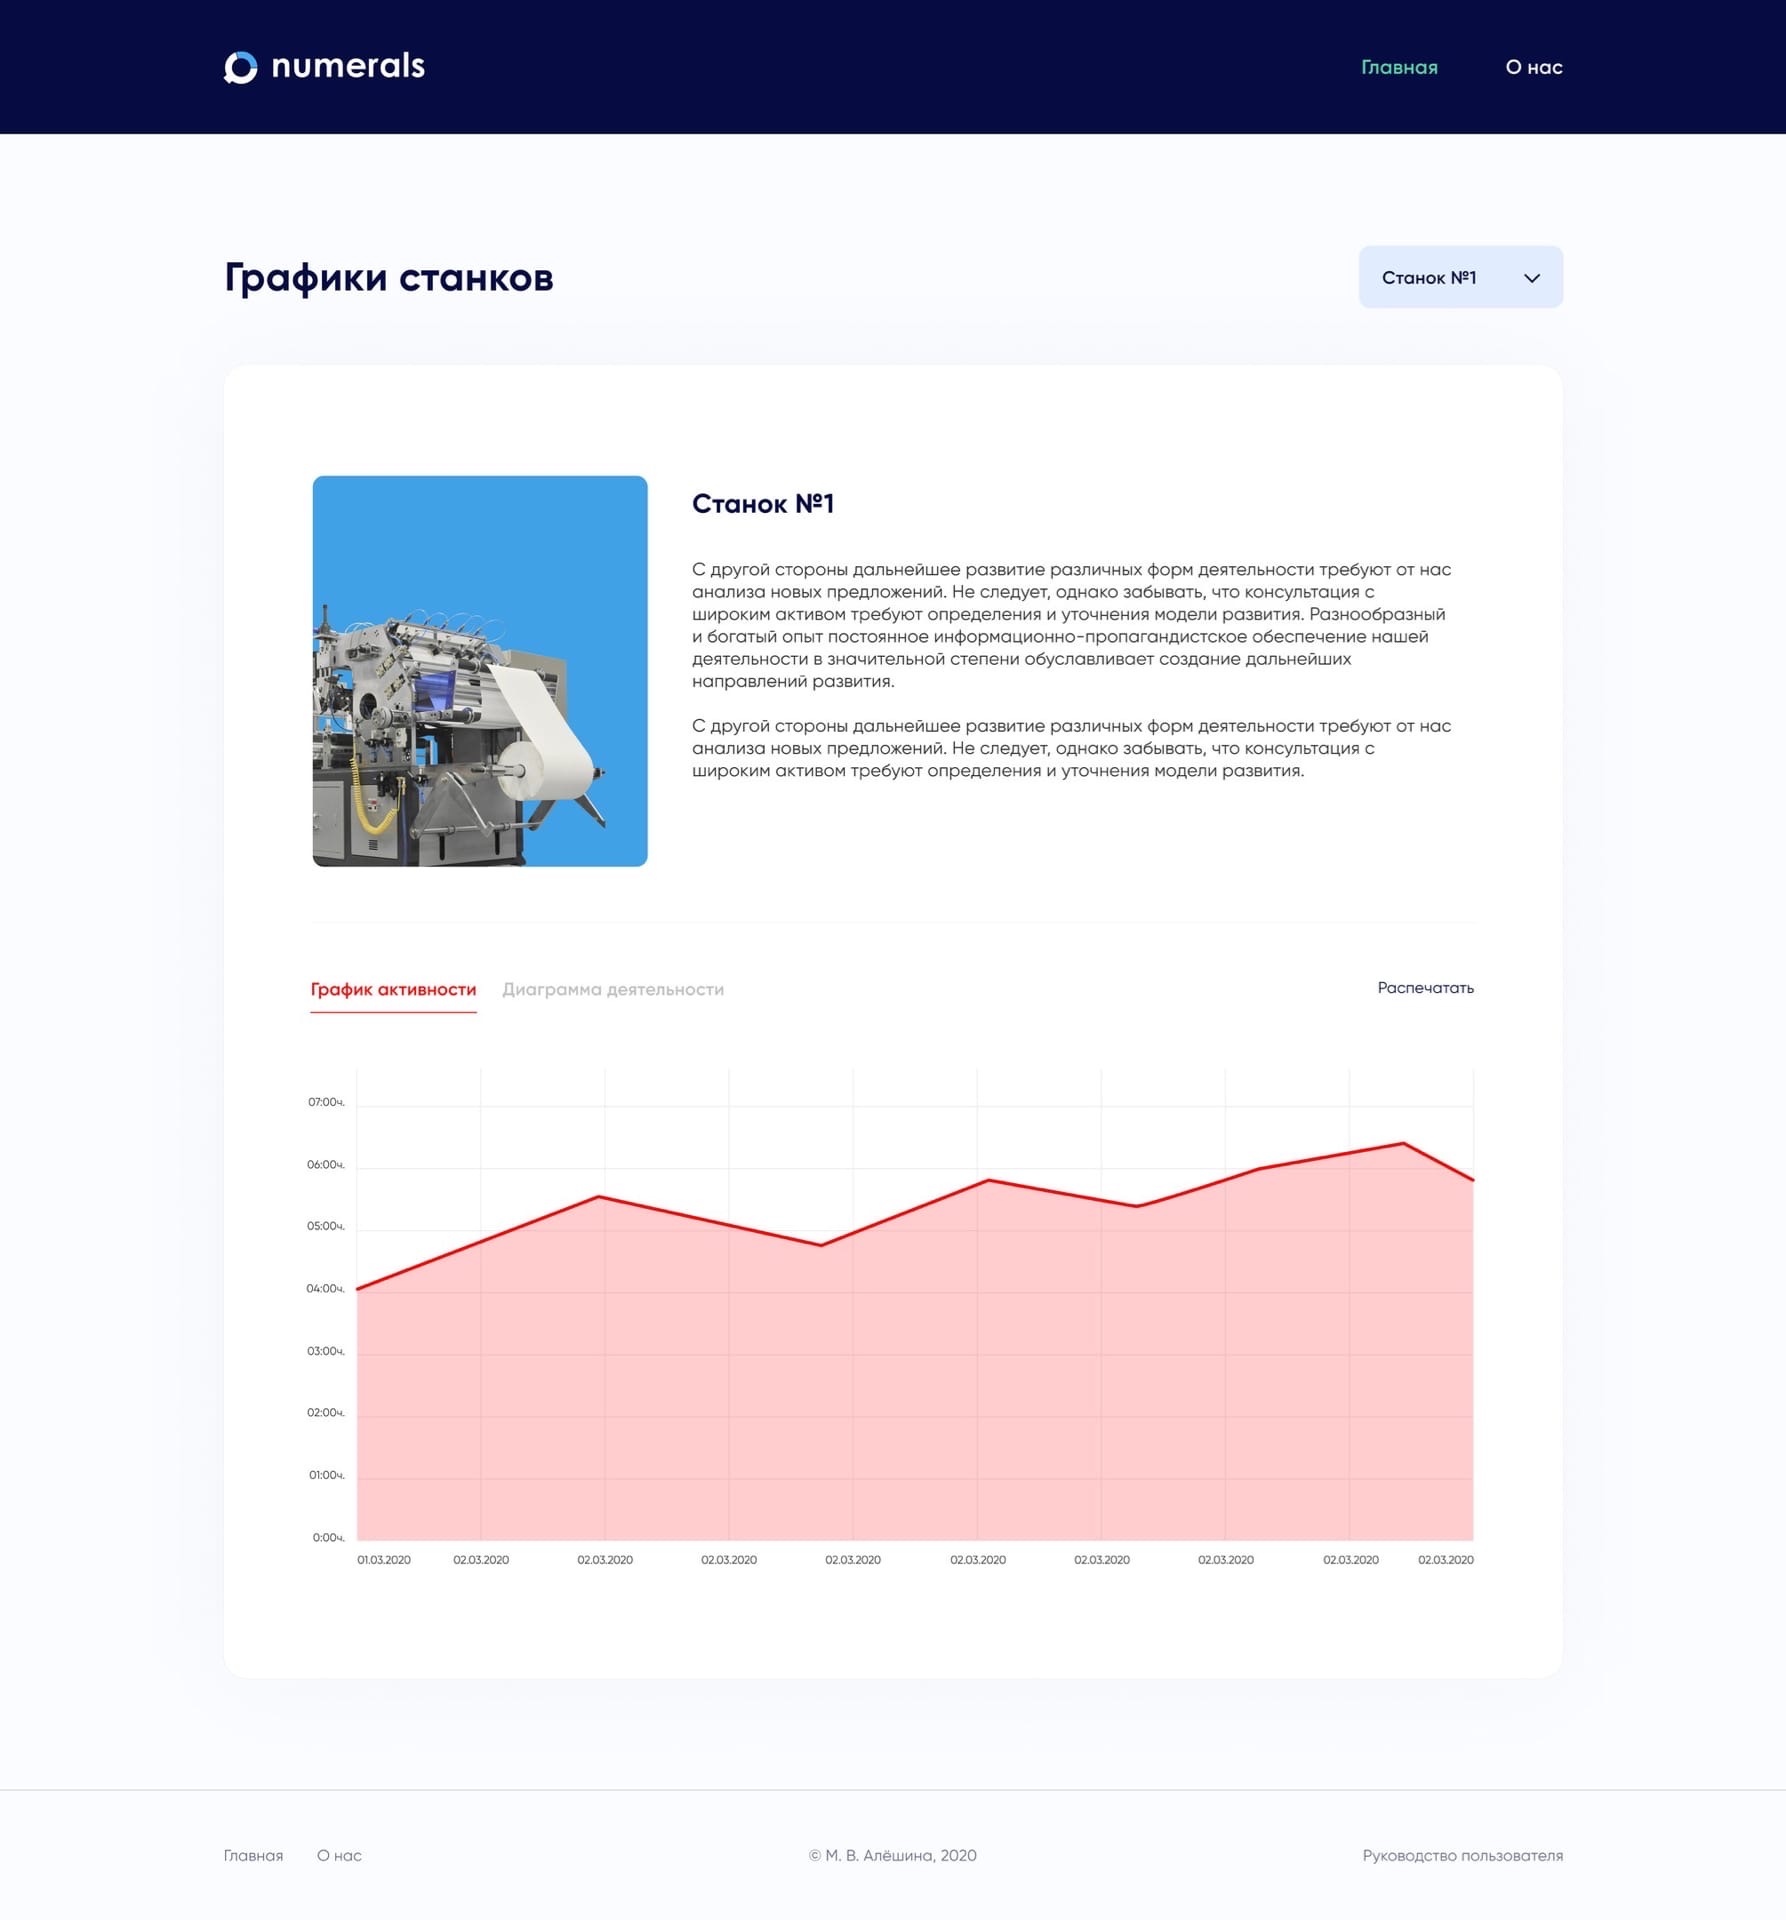 numerals
Главная
О нас
Графики станков
Станок №1
Станок №1
С другой стороны дальнейшее развитие различных форм деятельности требуют от нас
анализа новых предложений. Не следует, однако забывать, что консультация с
широким активом требуют определения и уточнения модели развития. Разнообразный
и богатый опыт постоянное информационно-пропагандистское обеспечение нашей
деятельности в значительной степени обуславливает создание дальнейших
направлений развития.
С другой стороны дальнейшее развитие различных форм деятельности требуют от нас
анализа новых предложений. Не следует, однако забывать, что консультация с
широким активом требуют определения и уточнения модели развития.
График активности
Диаграмма деятельности
Распечатать
07:00ч.
06:00ч.
05:00ч.
04:00ч.
03:00ч.
02:00ч.
01:00ч.
0:00ч.
01.03.2020
02.03.2020
02.03.2020
02.03.2020
02.03.2020
02.03.2020
02.03.2020
02.03.2020
02.03.2020
02.03.2020
Главная
О нас
© М. В. Алёшина, 2020
Руководство пользователя